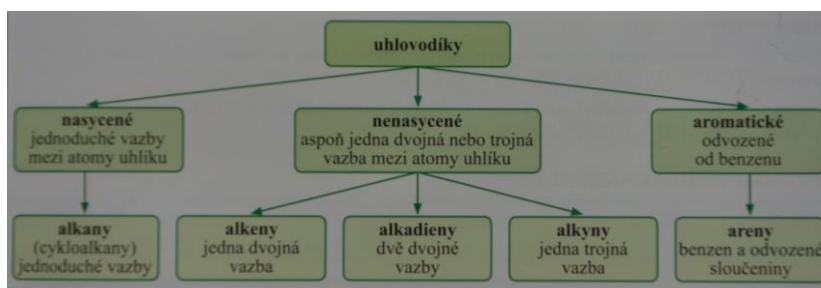 uhlovodíky
nasycené
jednoduché vazby
mezi atomy uhlíku
nenasycené
aspoň jedna dvojná nebo trojná
vazba mezi atomy uhlíku
aromatické
odvozené
od benzenu
alkany
(cykloalkany)
jednoduché vazby
alkeny
jedna dvojná
vazba
alkadieny
dvě dvojné
vazby
alkyny
jedna trojná
vazba
areny
benzen a odvozené
sloučeniny